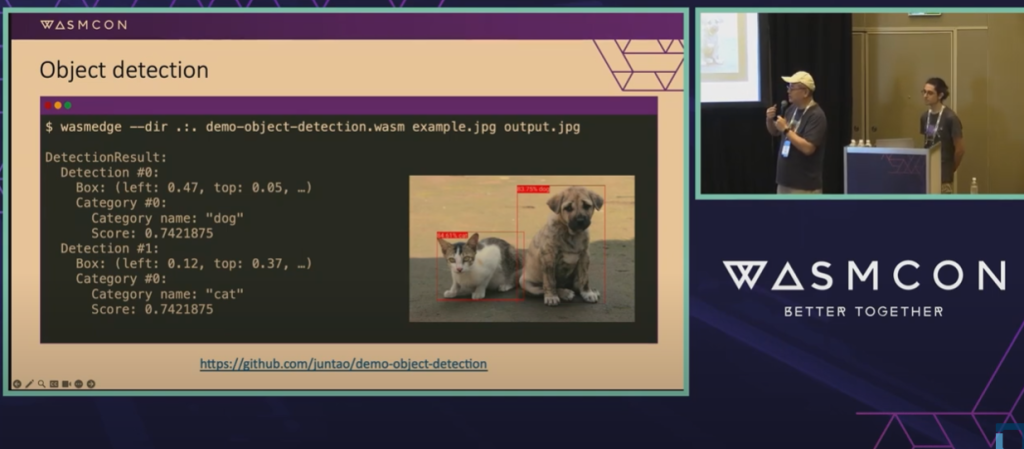 WASMCON
Object detection
$ wasmedge --dir .:. demo-object-detection.wasm example.jpg output.jpg
DetectionResult:
Detection #0:
Box: (left: 0.47, top: 0.05, …)
Category #0:
Category name: "dog"
Score: 0.7421875
Detection #1:
Box: (left: 0.12, top: 0.37, …)
Category #0:
Category name: "cat"
Score: 0.7421875
https://github.com/juntao/demo-object-detection
WASMCON
BETTER TOGETHER